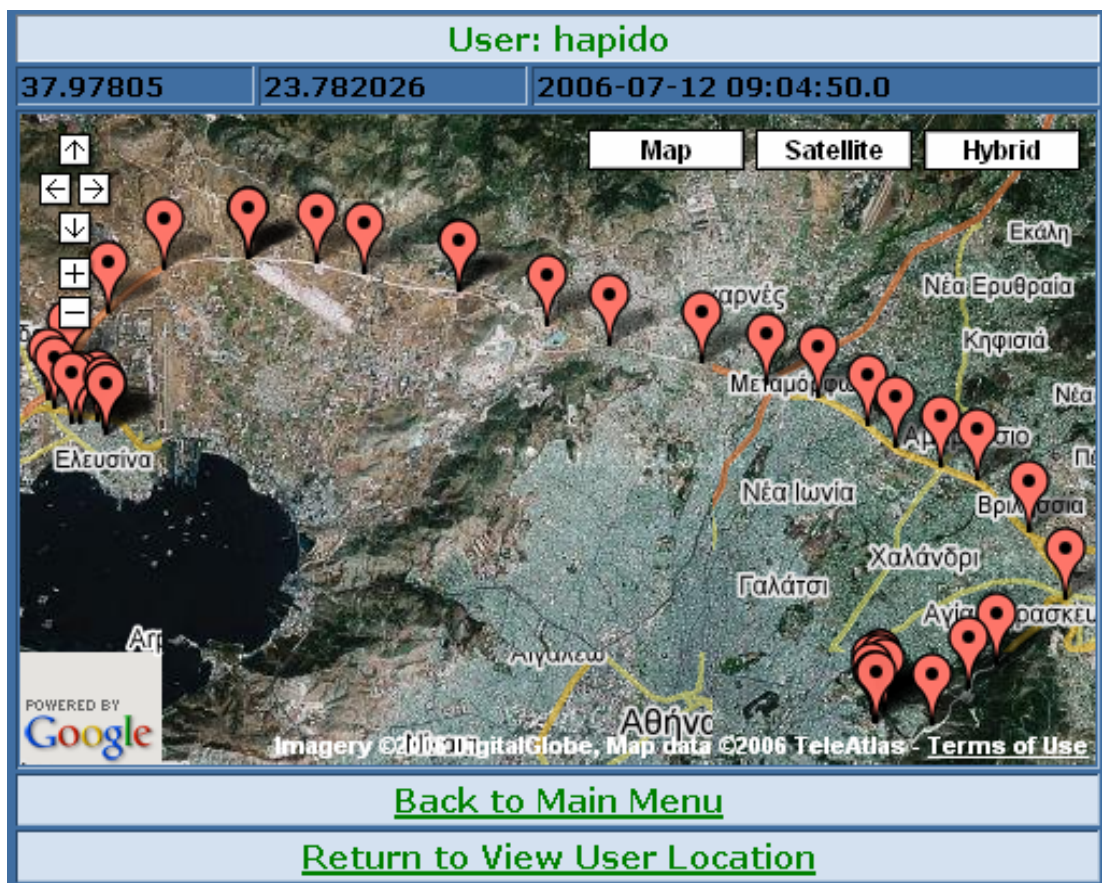 User: hapido
37.97805 23.782026 2006-07-12 09:04:50.0
Map Satellite Hybrid
Εκάλη
Νέα Ερυθραία
Κηφισιά
Νέα
Ελευσίνα
Νέα Ιωνία
Χαλάνδρι
Γαλάτσι
Αιγάλεω
POWERED BY
Google
Imagery ©2006 DigitalGlobe, Map data ©2006 TeleAtlas - Terms of Use
Back to Main Menu
Return to View User Location